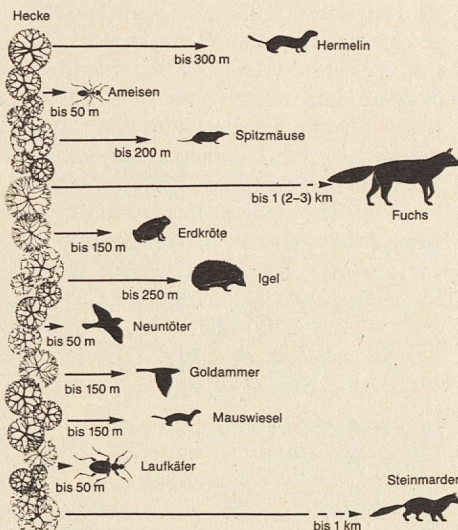 Hecke
Hermelin
bis 300 m
Ameisen
bis 50 m
Spitzmäuse
bis 200 m
bis 1 (2–3) km
Fuchs
Erdkröte
bis 150 m
Igel
bis 250 m
Neuntöter
bis 50 m
Goldammer
bis 150 m
Mauswiesel
bis 150 m
Laufkäfer
bis 50 m
Steinmarder
bis 1 km